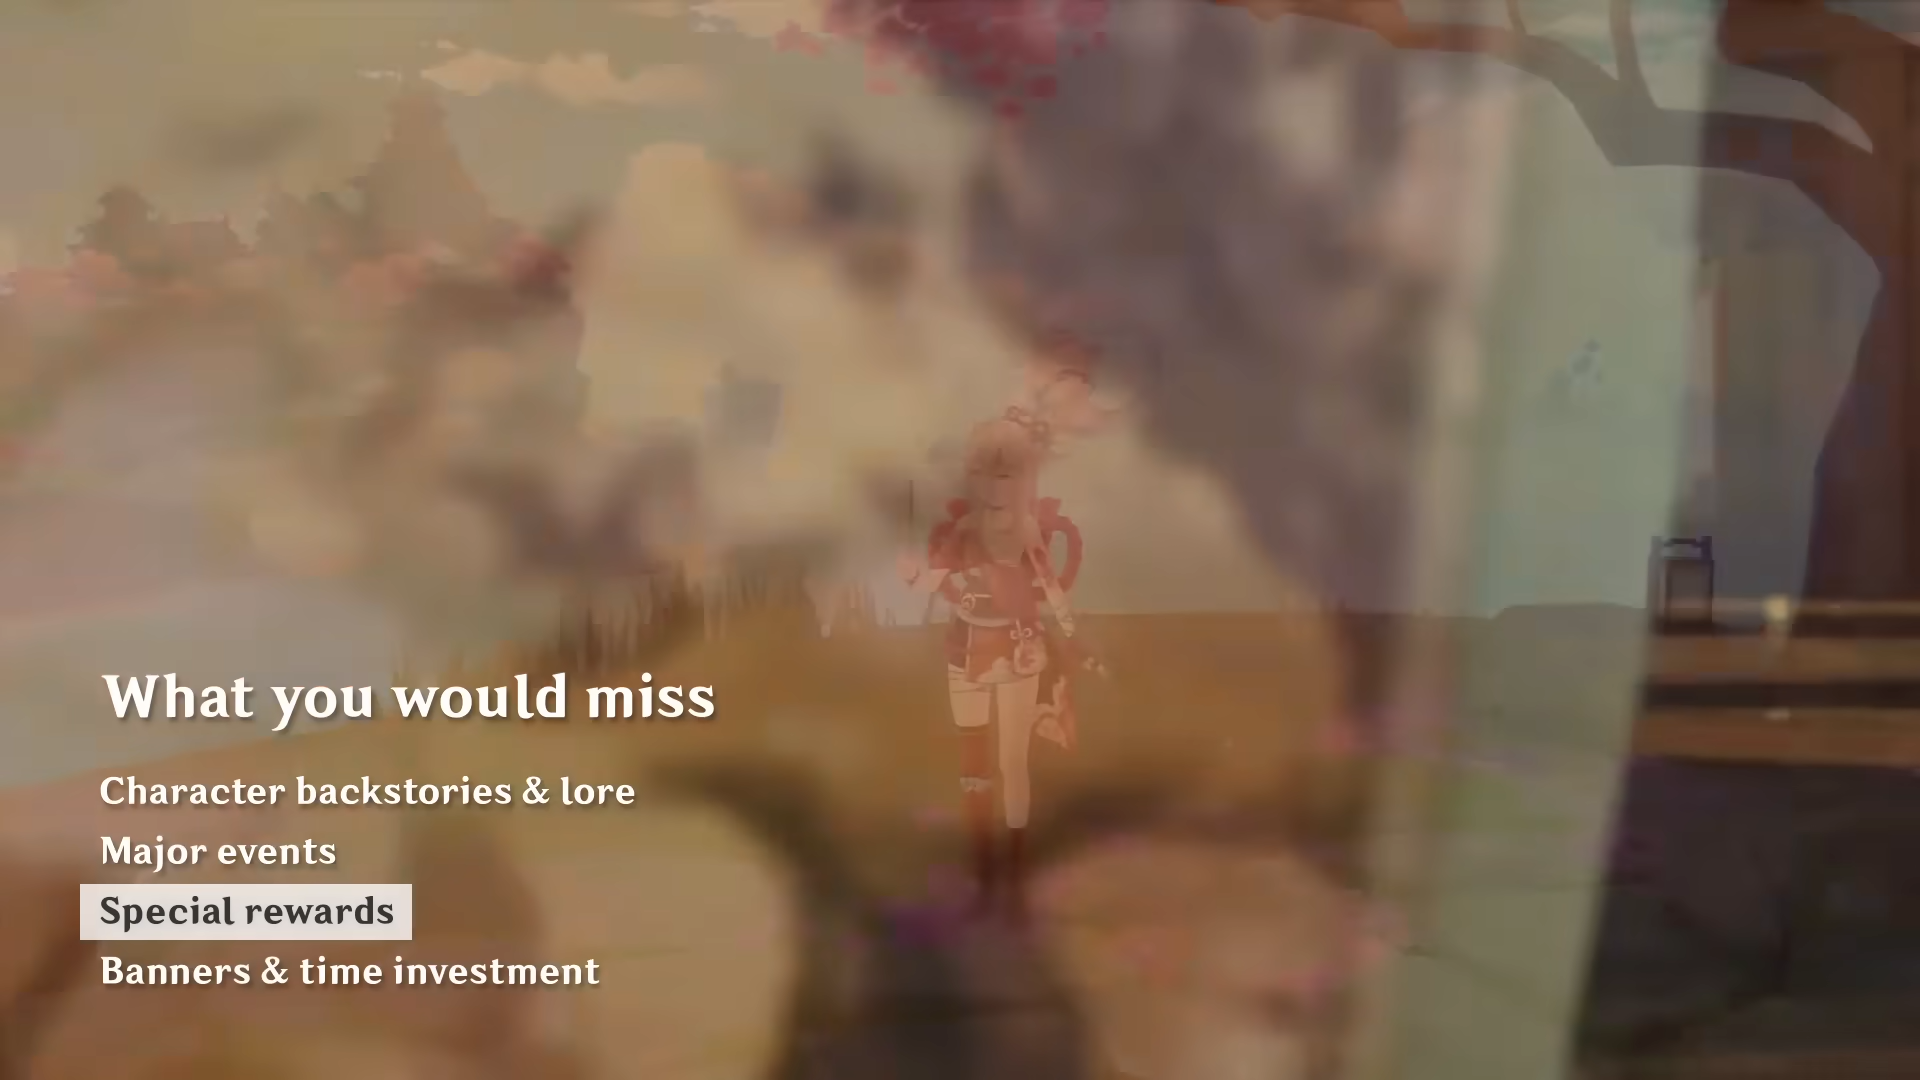 What you would miss
Character backstories & lore
Major events
Special rewards
Banners & time investment